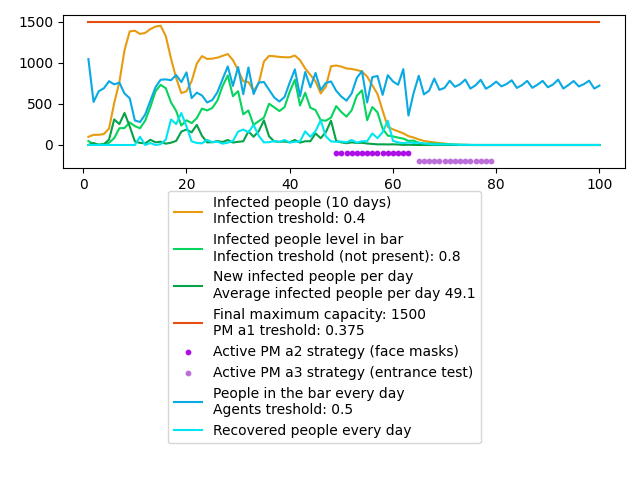 1500
1000
500
0
0 20 40 60 80 100
Infected people (10 days)
Infection treshold: 0.4
Infected people level in bar
Infection treshold (not present): 0.8
New infected people per day
Average infected people per day 49.1
Final maximum capacity: 1500
PM a1 treshold: 0.375
Active PM a2 strategy (face masks)
Active PM a3 strategy (entrance test)
People in the bar every day
Agents treshold: 0.5
Recovered people every day